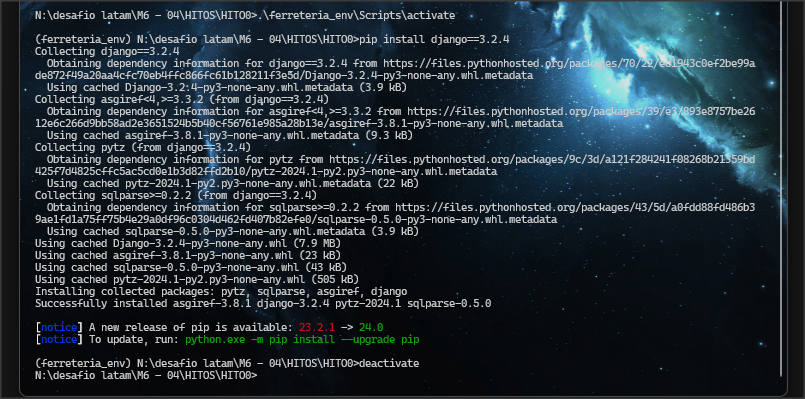 N:\desafio latam\M6 - 04\HITOS\HITO0>.\ferreteria_env\Scripts\activate
(ferreteria_env) N:\desafio latam\M6 - 04\HITOS\HITO0>pip install django==3.2.4
Collecting django==3.2.4
Obtaining dependency information for django==3.2.4 from https://files.pythonhosted.org/packages/70/22/e81943c0ef2be99a
de872f49a20aa4cfc70eb4ffc866fc61b128211f3e5d/Django-3.2.4-py3-none-any.whl.metadata
Using cached Django-3.2.4-py3-none-any.whl.metadata (3.9 kB)
Collecting asgiref<4,>=3.3.2 (from django==3.2.4)
Obtaining dependency information for asgiref<4,>=3.3.2 from https://files.pythonhosted.org/packages/39/e3/893e8757be26
12e6c266d9bb58ad2e3651524b5b40cf56761e985a28b13e/asgiref-3.8.1-py3-none-any.whl.metadata
Using cached asgiref-3.8.1-py3-none-any.whl.metadata (9.3 kB)
Collecting pytz (from django==3.2.4)
Obtaining dependency information for pytz from https://files.pythonhosted.org/packages/9c/3d/a121f284241f08268b21359bd
425f7d4825cffc5ac5cd0e1b3d82ffd2b10/pytz-2024.1-py2.py3-none-any.whl.metadata
Using cached pytz-2024.1-py2.py3-none-any.whl.metadata (22 kB)
Collecting sqlparse>=0.2.2 (from django==3.2.4)
Obtaining dependency information for sqlparse>=0.2.2 from https://files.pythonhosted.org/packages/43/5d/a0fdd88fd486b3
9ae1fd1a75ff75b4e29a0df96c0304d462fd407b82efe0/sqlparse-0.5.0-py3-none-any.whl.metadata
Using cached sqlparse-0.5.0-py3-none-any.whl.metadata (3.9 kB)
Using cached Django-3.2.4-py3-none-any.whl (7.9 MB)
Using cached asgiref-3.8.1-py3-none-any.whl (23 kB)
Using cached sqlparse-0.5.0-py3-none-any.whl (43 kB)
Using cached pytz-2024.1-py2.py3-none-any.whl (505 kB)
Installing collected packages: pytz, sqlparse, asgiref, django
Successfully installed asgiref-3.8.1 django-3.2.4 pytz-2024.1 sqlparse-0.5.0
[notice] A new release of pip is available: 23.2.1 -> 24.0
[notice] To update, run: python.exe -m pip install --upgrade pip
(ferreteria_env) N:\desafio latam\M6 - 04\HITOS\HITO0>deactivate
N:\desafio latam\M6 - 04\HITOS\HITO0>